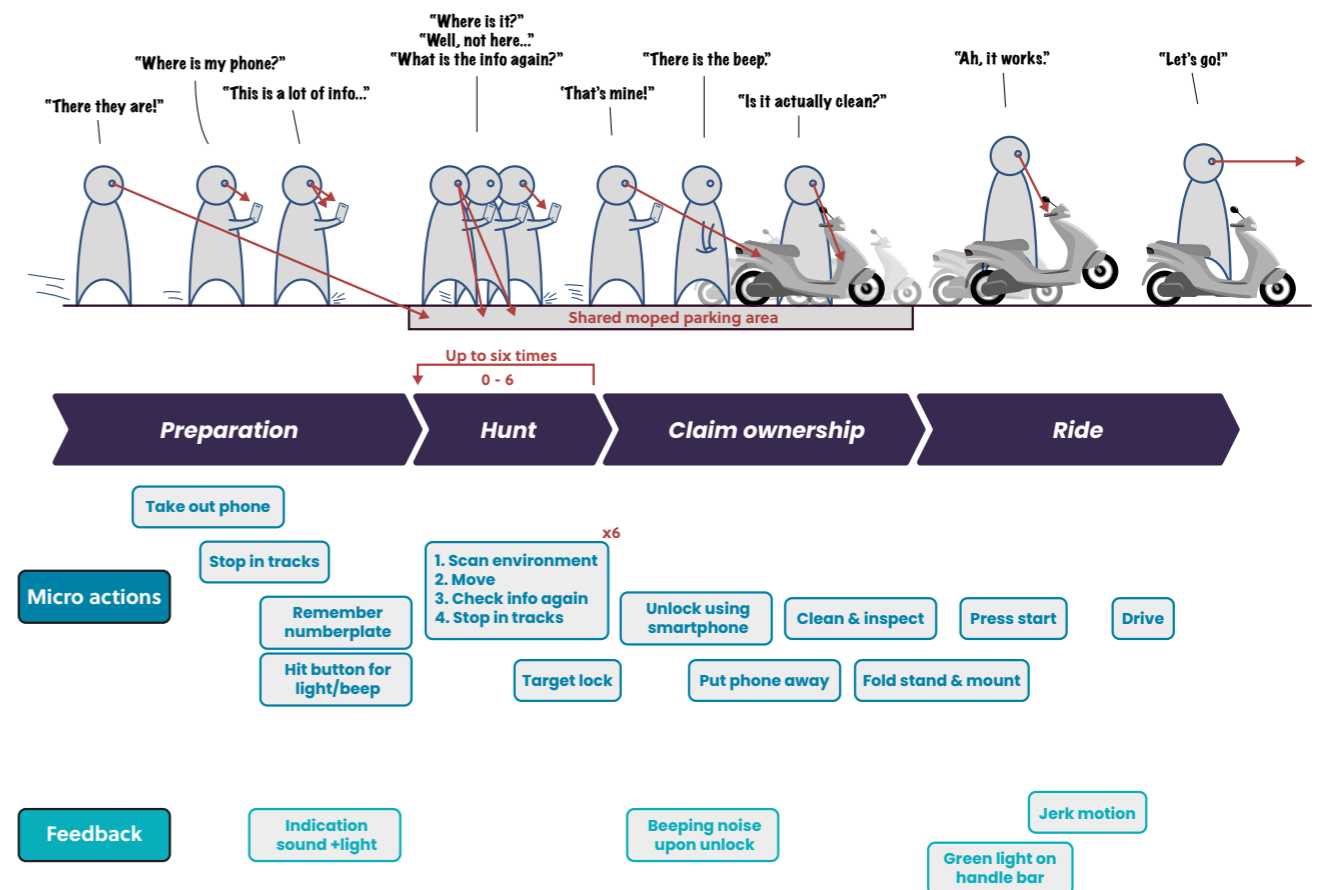 “Where is it?”
“Well, not here...”
“What is the info again?”
“Where is my phone?”
“There is the beep.”
“Ah, it works.”
“Let’s go!”
“There they are!”
“This is a lot of info...”
‘That’s mine!”
“Is it actually clean?”
Shared moped parking area
Up to six times
0 - 6
Preparation
Hunt
Claim ownership
Ride
Take out phone
Stop in tracks
x6
Micro actions
Remember
numberplate
Hit button for
light/beep
1. Scan environment
2. Move
3. Check info again
4. Stop in tracks
Target lock
Unlock using
smartphone
Clean & inspect
Press start
Drive
Put phone away
Fold stand & mount
Feedback
Indication
sound +light
Beeping noise
upon unlock
Jerk motion
Green light on
handle bar